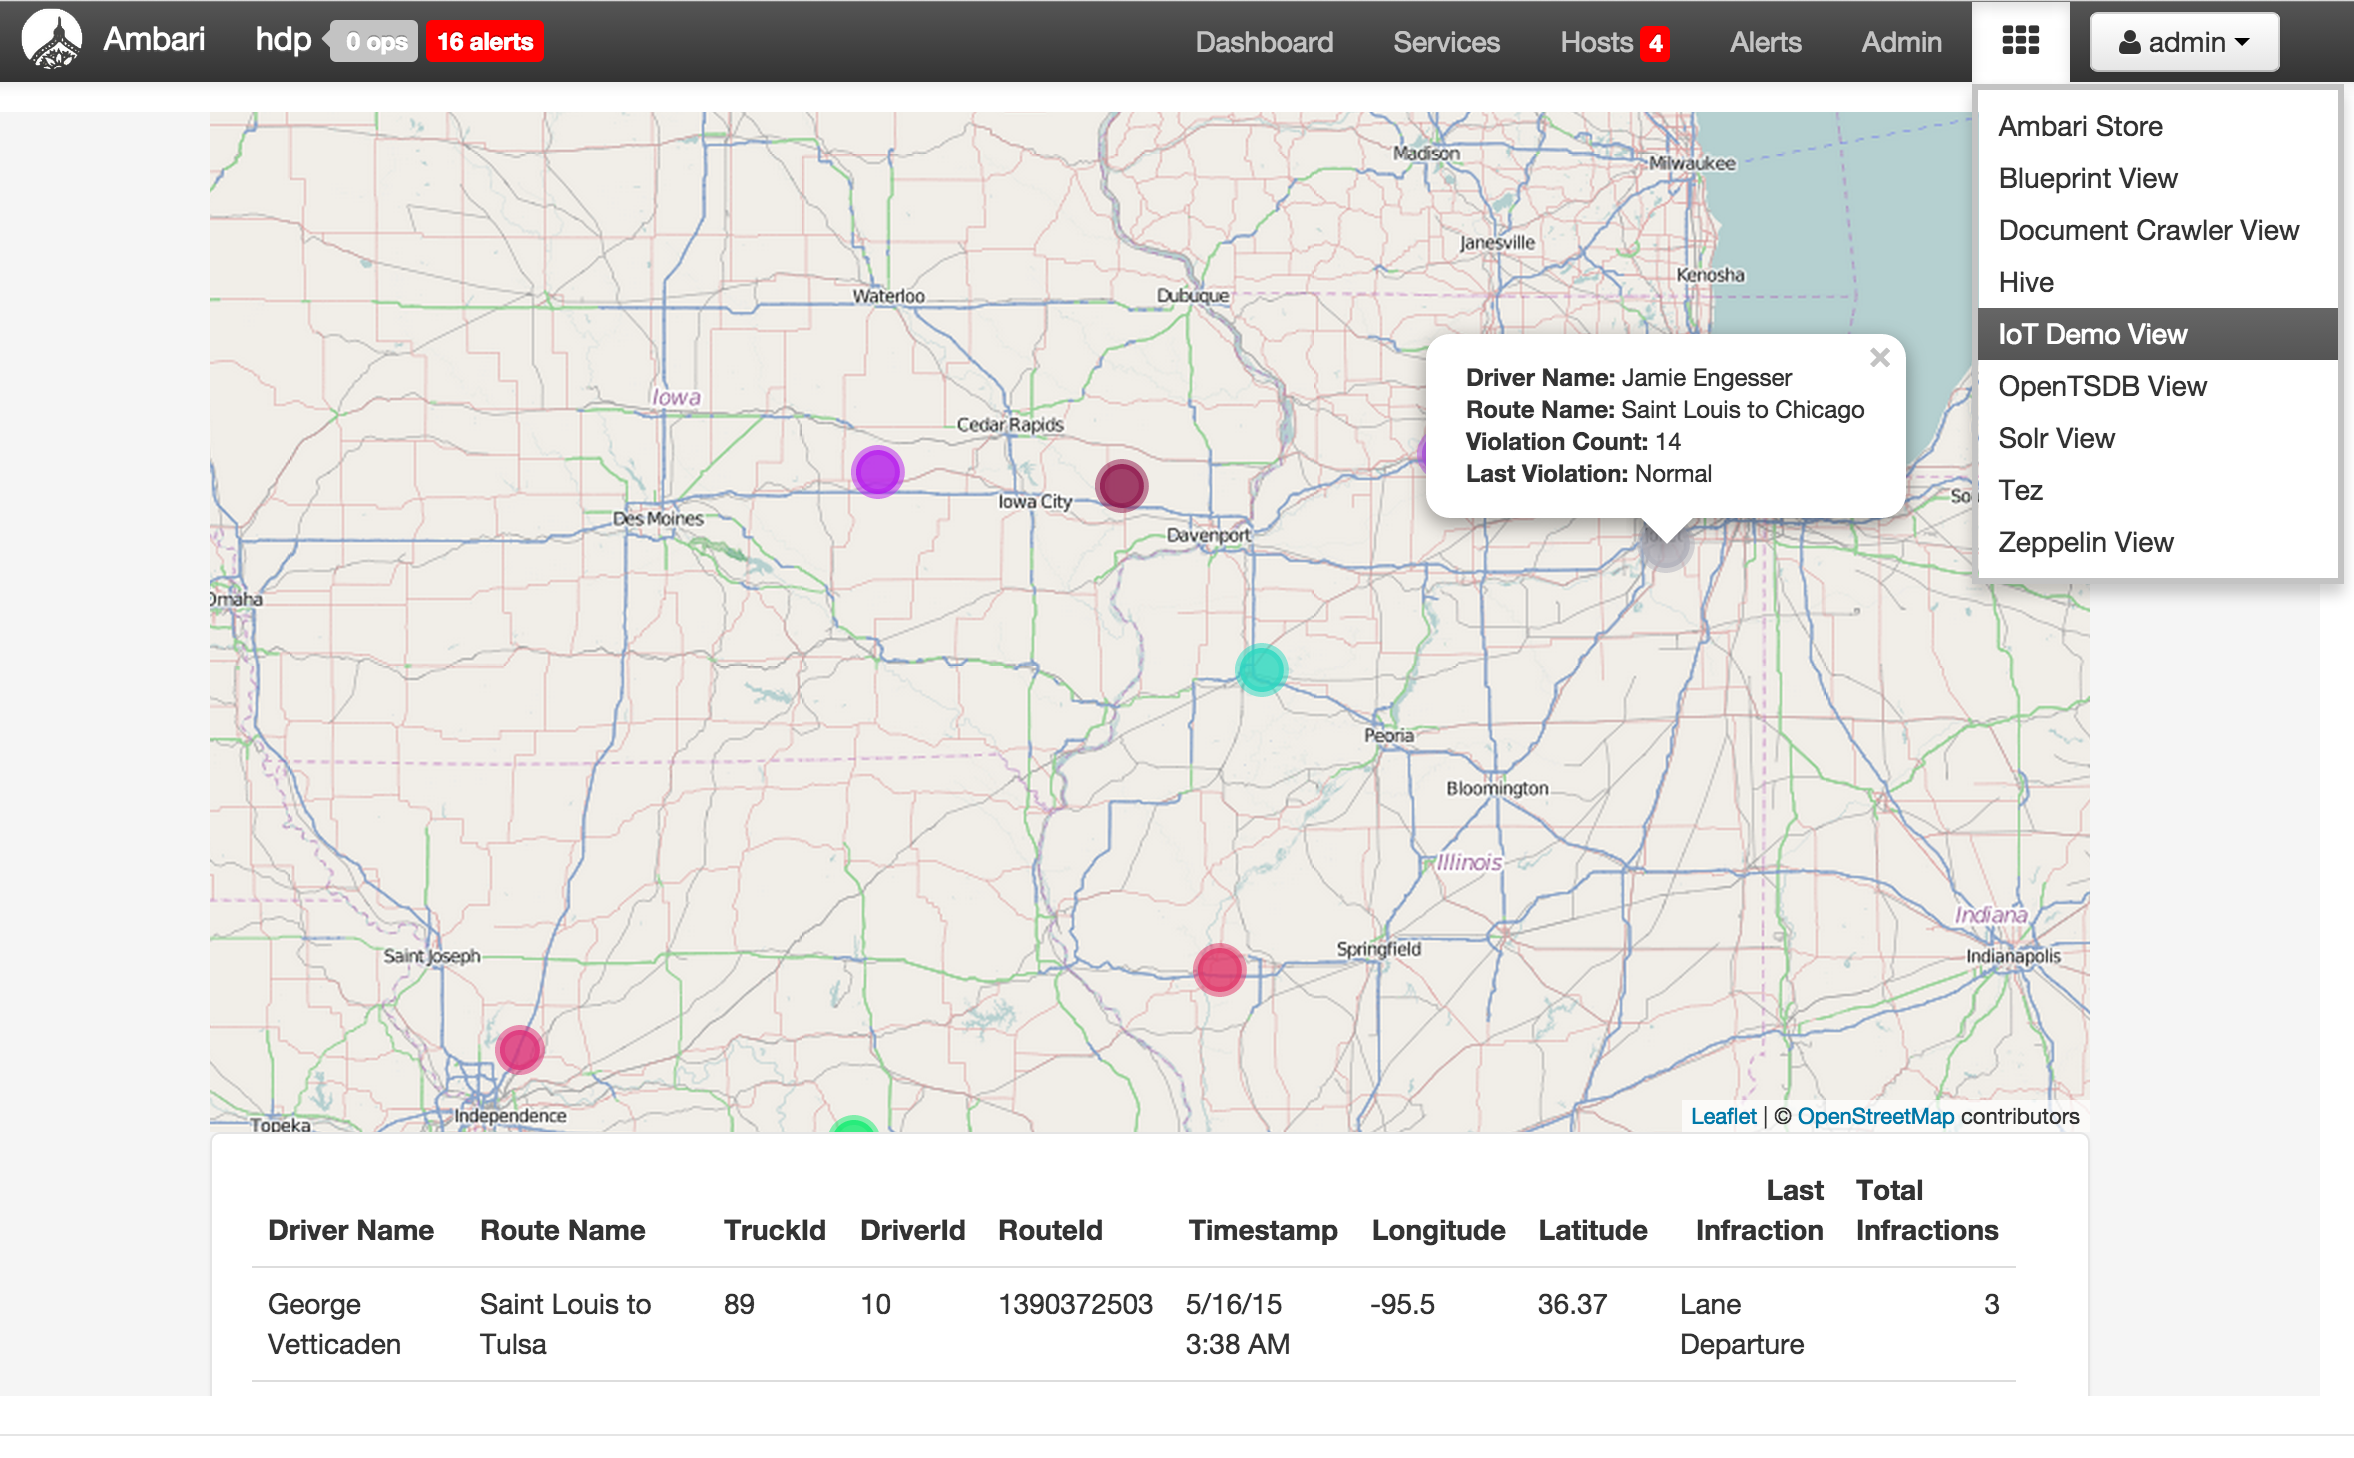 Ambari hdp 0 ops 16 alerts Dashboard Services Hosts 4 Alerts Admin admin
Ambari Store
Blueprint View
Document Crawler View
Hive
IoT Demo View
OpenTSDB View
Solr View
Tez
Zeppelin View
Madison
Milwaukee
Janesville
Kenosha
Waterloo
Dubuque
Driver Name: Jamie Engesser
Route Name: Saint Louis to Chicago
Violation Count: 14
Last Violation: Normal
Iowa
Cedar Rapids
Iowa City
Des Moines
Davenport
Omaha
Peoria
Bloomington
Illinois
Indiana
Springfield
Saint Joseph
Indianapolis
Independence
Topeka
Leaflet | © OpenStreetMap contributors
Driver Name Route Name TruckId DriverId RouteId Timestamp Longitude Latitude Last Infraction Total Infractions
George Vetticaden Saint Louis to Tulsa 89 10 1390372503 5/16/15 3:38 AM -95.5 36.37 Lane Departure 3